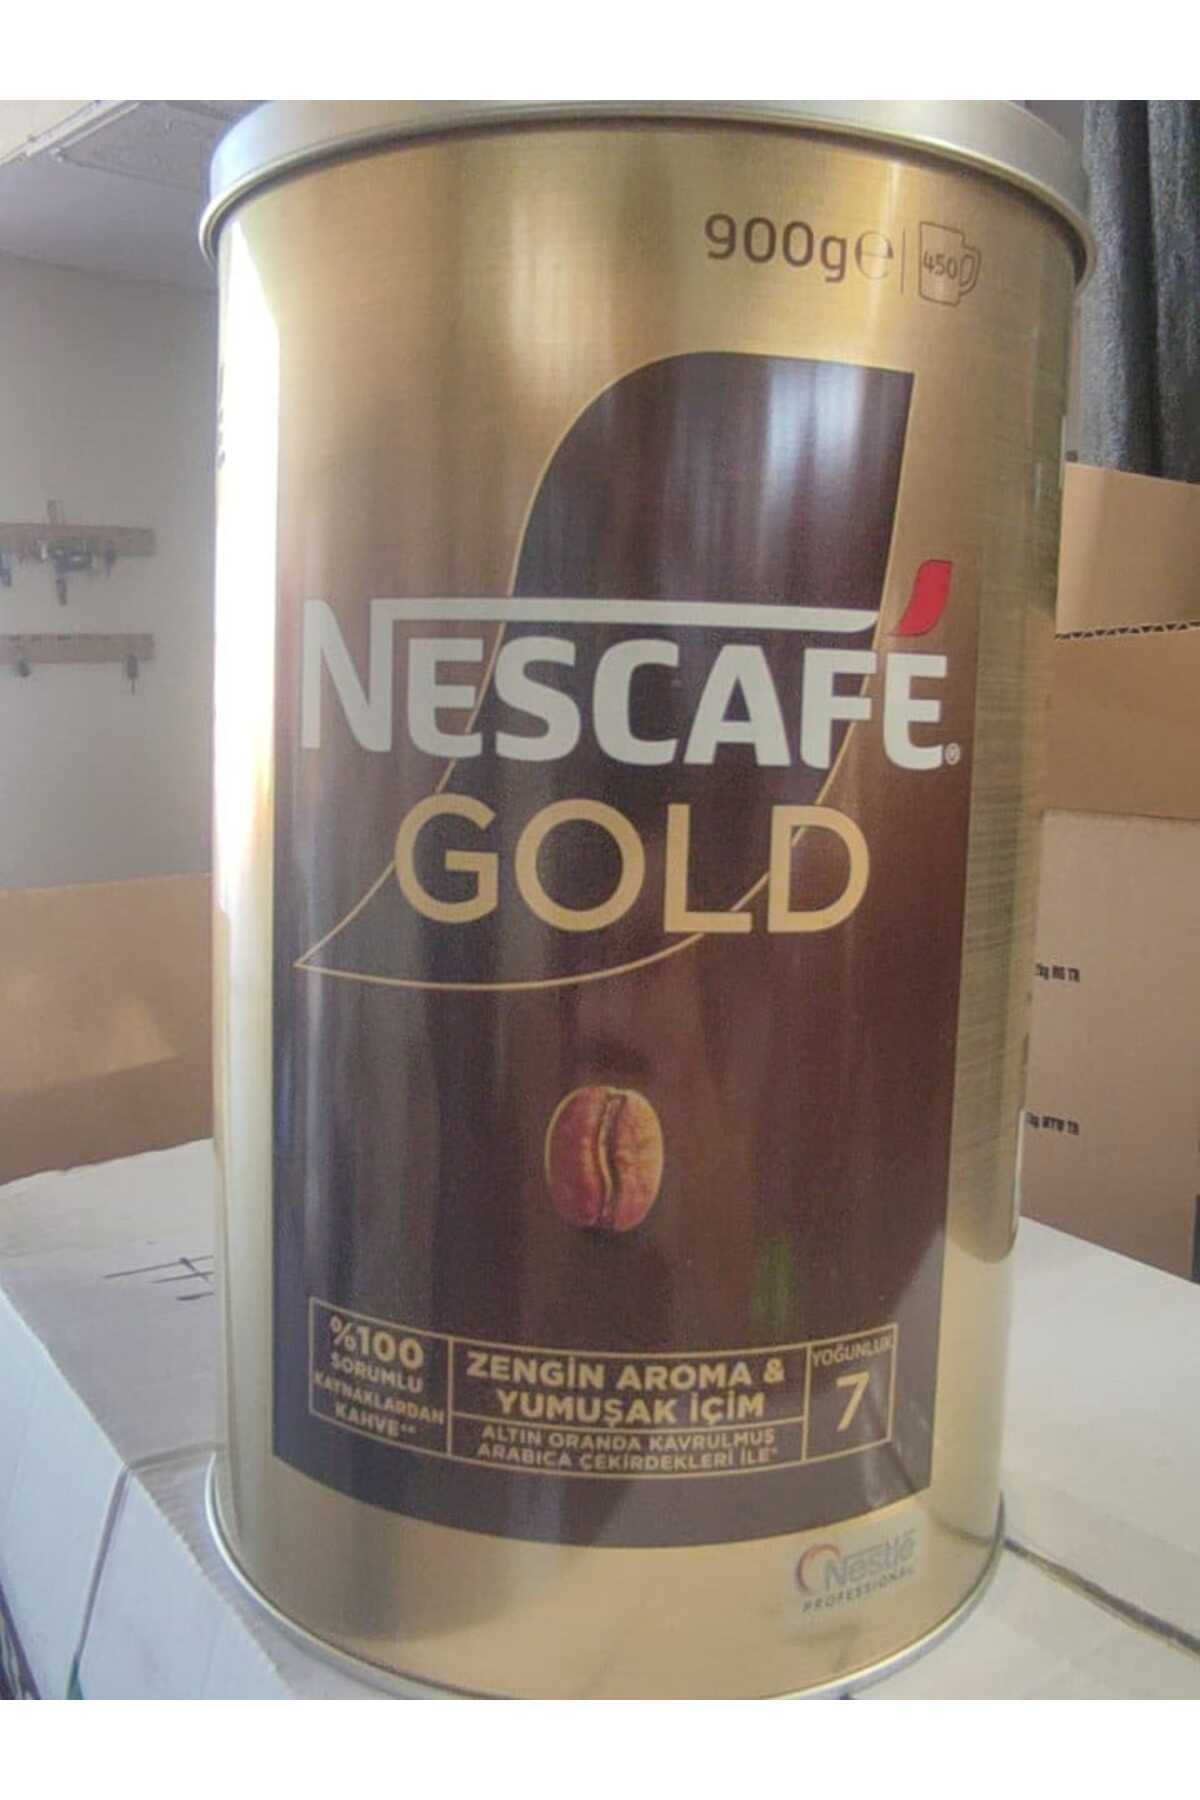 900g℮ 450
NESCAFÉ®
GOLD
%100
SORUMLU
KAYNAKLARDAN
KAHVE**
ZENGİN AROMA &
YUMUŞAK İÇİM
ALTIN ORANDA KAVRULMUŞ
ARABICA ÇEKİRDEKLERİ İLE*
YOĞUNLUK
7
Nestlé
PROFESSIONAL